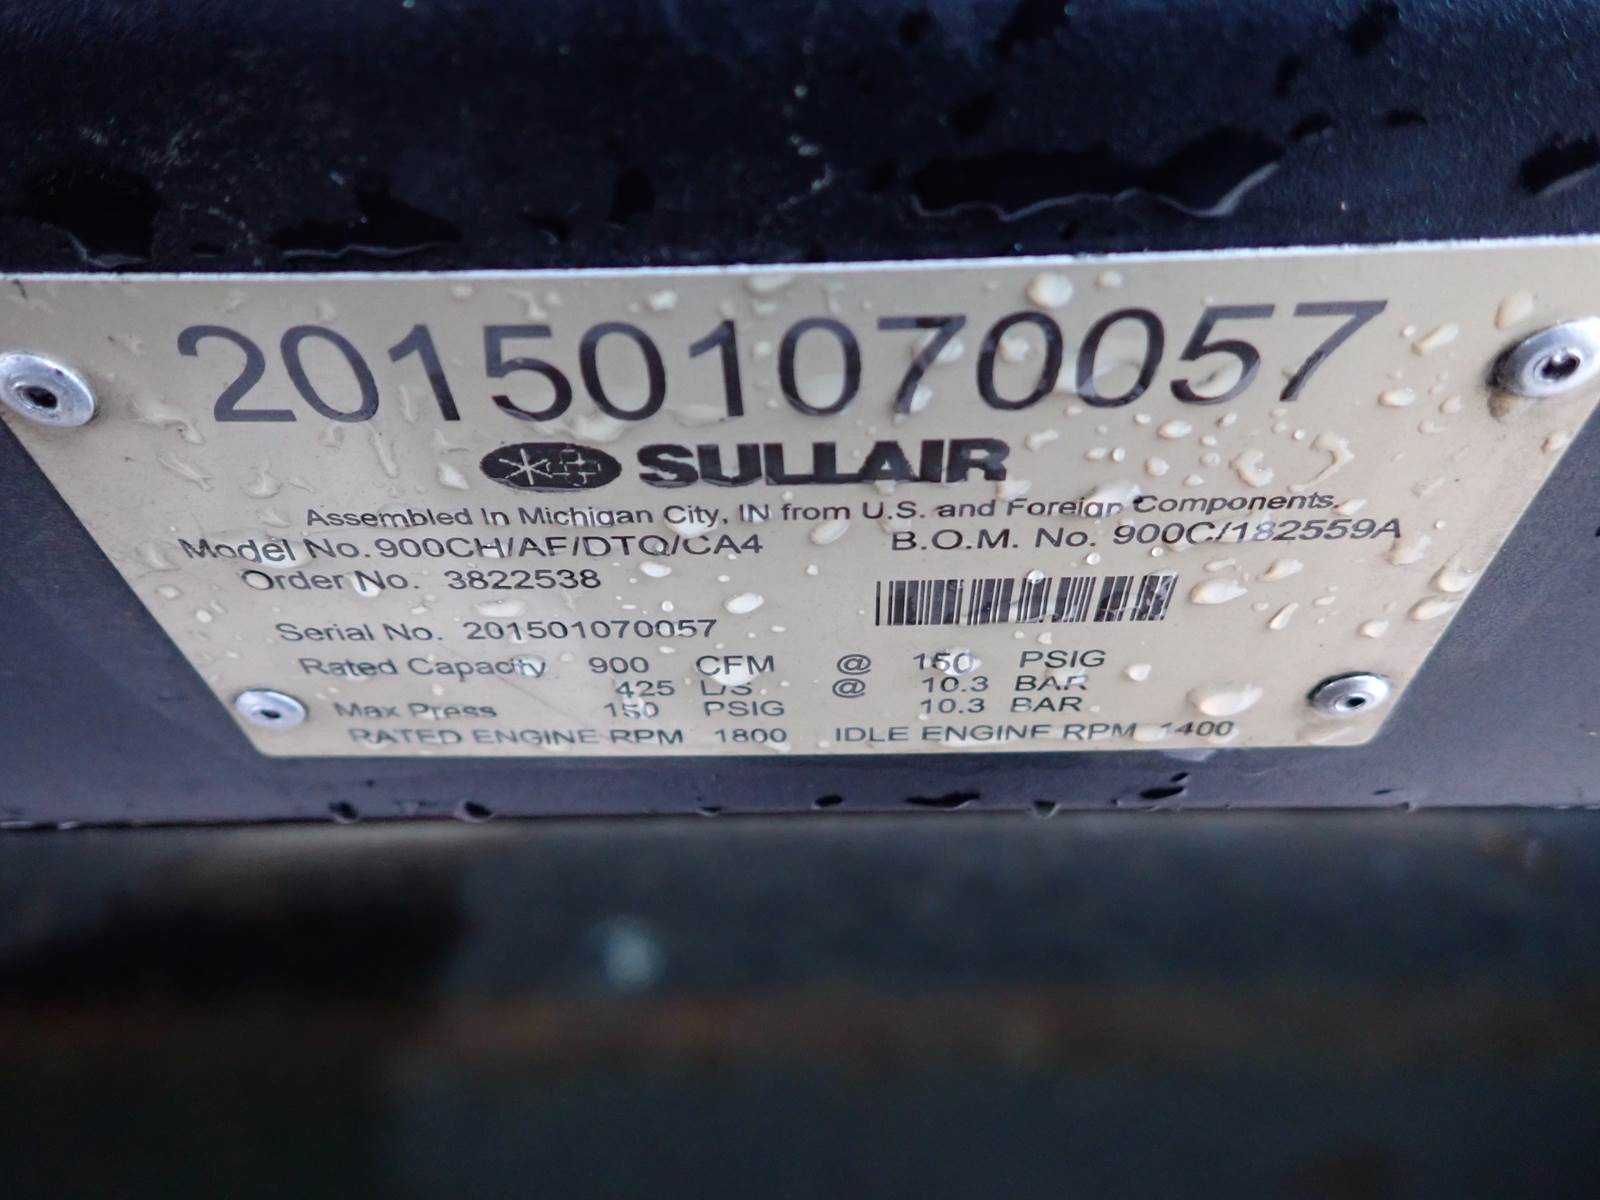 201501070057
SULLAIR
Assembled In Michigan City, IN from U.S. and Foreign Components.
Model No. 900CH/AF/DTQ/CA4 B.O.M. No. 900C/182559A
Order No. 3822538
Serial No. 201501070057
Rated Capacity 900 CFM @ 150 PSIG
425 L/S @ 10.3 BAR
Max Press 150 PSIG 10.3 BAR
RATED ENGINE RPM 1800 IDLE ENGINE RPM 1400